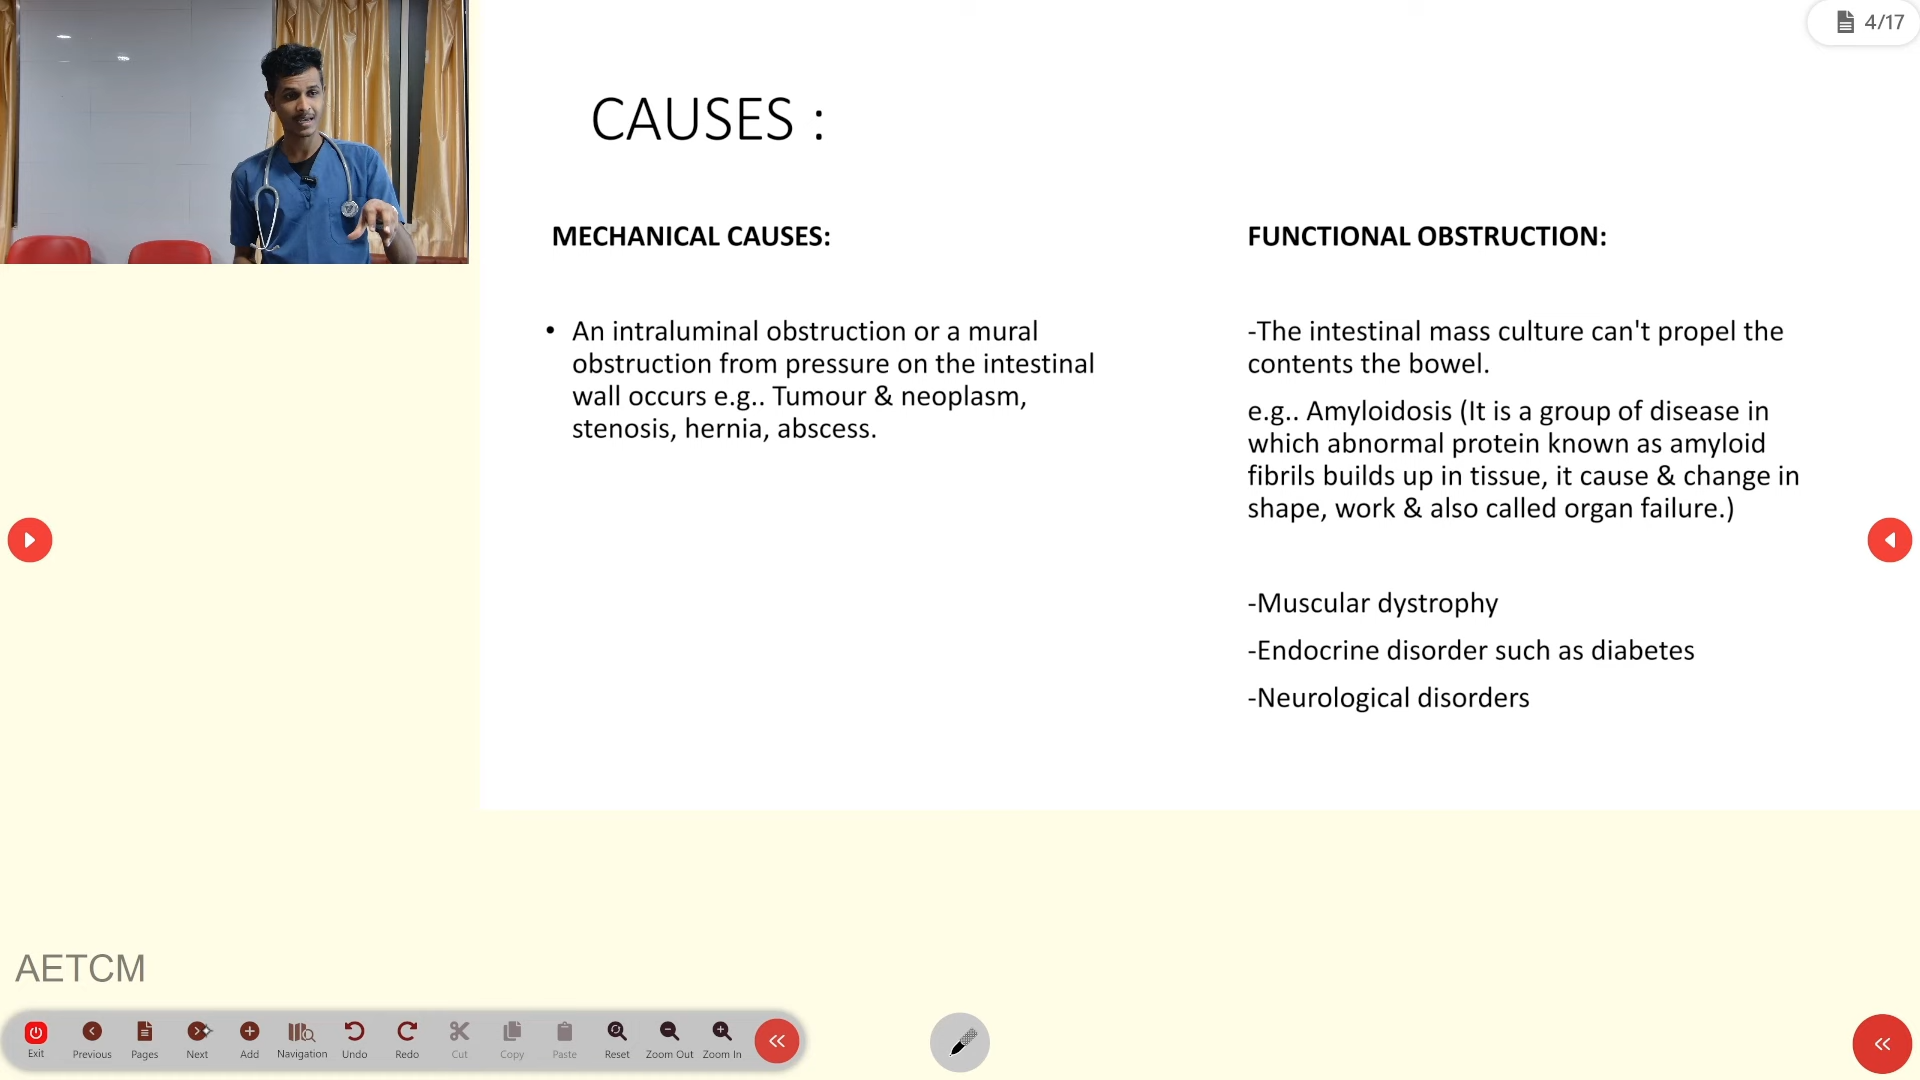 4/17
CAUSES :
MECHANICAL CAUSES:
• An intraluminal obstruction or a mural
obstruction from pressure on the intestinal
wall occurs e.g.. Tumour & neoplasm,
stenosis, hernia, abscess.
FUNCTIONAL OBSTRUCTION:
-The intestinal mass culture can't propel the
contents the bowel.
e.g.. Amyloidosis (It is a group of disease in
which abnormal protein known as amyloid
fibrils builds up in tissue, it cause & change in
shape, work & also called organ failure.)
-Muscular dystrophy
-Endocrine disorder such as diabetes
-Neurological disorders
AETCM
Exit Previous Pages Next Add Navigation Undo Redo Cut Copy Paste Reset Zoom Out Zoom In